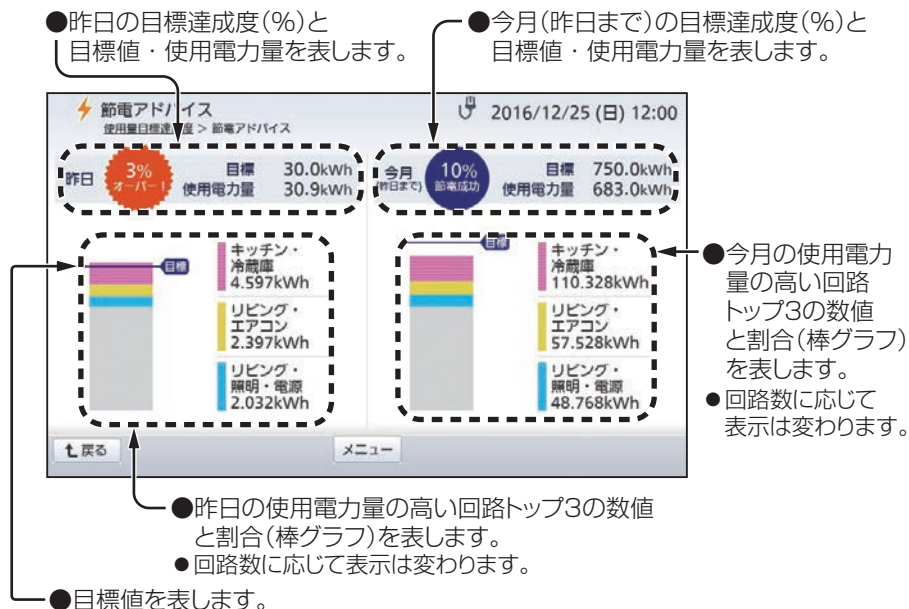 ●昨日の目標達成度（%）と
目標値・使用電力量を表します。
●今月（昨日まで）の目標達成度（%）と
目標値・使用電力量を表します。
節電アドバイス
2016/12/25 (日) 12:00
使用量目標達成度 > 節電アドバイス
昨日
3%
オーバー！
目標 30.0kWh
使用電力量 30.9kWh
今月
(昨日まで)
10%
節電成功
目標 750.0kWh
使用電力量 683.0kWh
目標
キッチン・
冷蔵庫
4.597kWh
リビング・
エアコン
2.397kWh
リビング・
照明・電源
2.032kWh
目標
キッチン・
冷蔵庫
110.328kWh
リビング・
エアコン
57.528kWh
リビング・
照明・電源
48.768kWh
戻る
メニュー
●今月の使用電力
量の高い回路
トップ3の数値
と割合（棒グラフ）
を表します。
●回路数に応じて
表示は変わります。
●昨日の使用電力量の高い回路トップ3の数値
と割合（棒グラフ）を表します。
●回路数に応じて表示は変わります。
●目標値を表します。